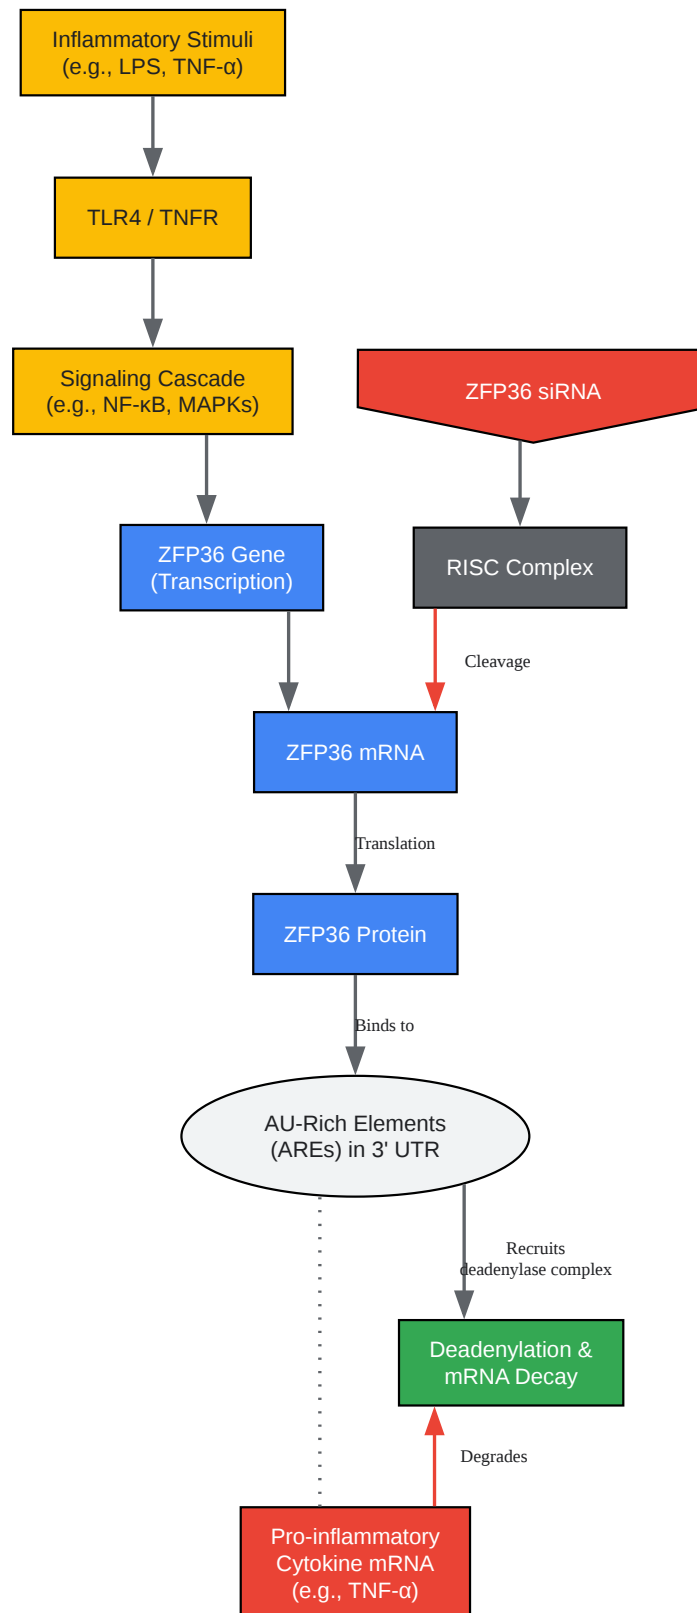 Inflammatory Stimuli
(e.g., LPS, TNF-α)
TLR4 / TNFR
Signaling Cascade
(e.g., NF-κB, MAPKs)
ZFP36 siRNA
ZFP36 Gene
(Transcription)
RISC Complex
Cleavage
ZFP36 mRNA
Translation
ZFP36 Protein
Binds to
AU-Rich Elements
(AREs) in 3' UTR
Recruits
deadenylase complex
Deadenylation &
mRNA Decay
Degrades
Pro-inflammatory
Cytokine mRNA
(e.g., TNF-α)